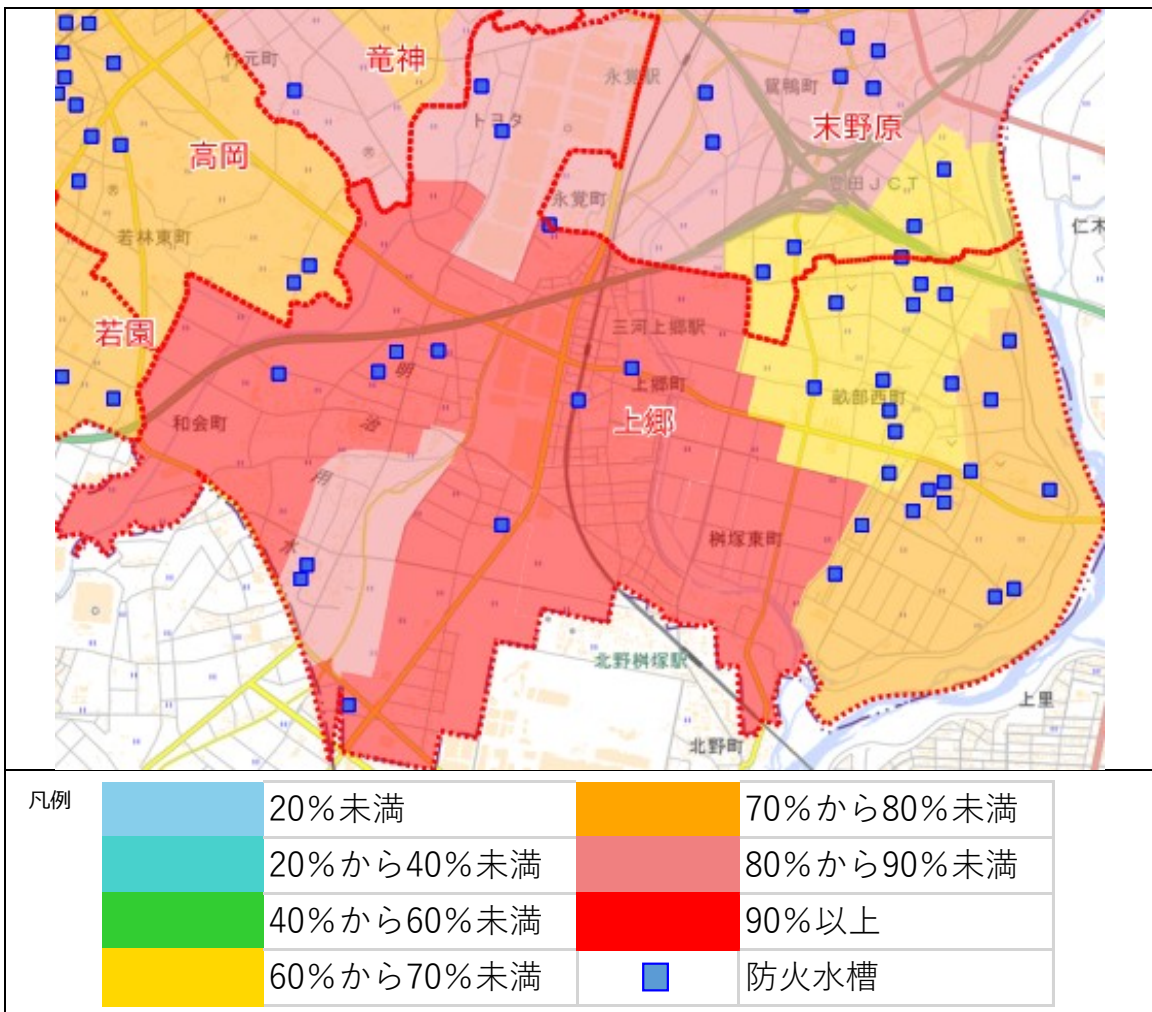 竹元町
竜神
永覚駅
鴛鴨町
トヨタ
末野原
高岡
豊田JCT
永覚町
仁木
若林東町
三河上郷駅
若園
明
上郷町
畝部西町
和会町
治
上郷
用
水
桝塚東町
北野桝塚駅
上里
北野町
凡例
20%未満
70%から80%未満
20%から40%未満
80%から90%未満
40%から60%未満
90%以上
60%から70%未満
防火水槽